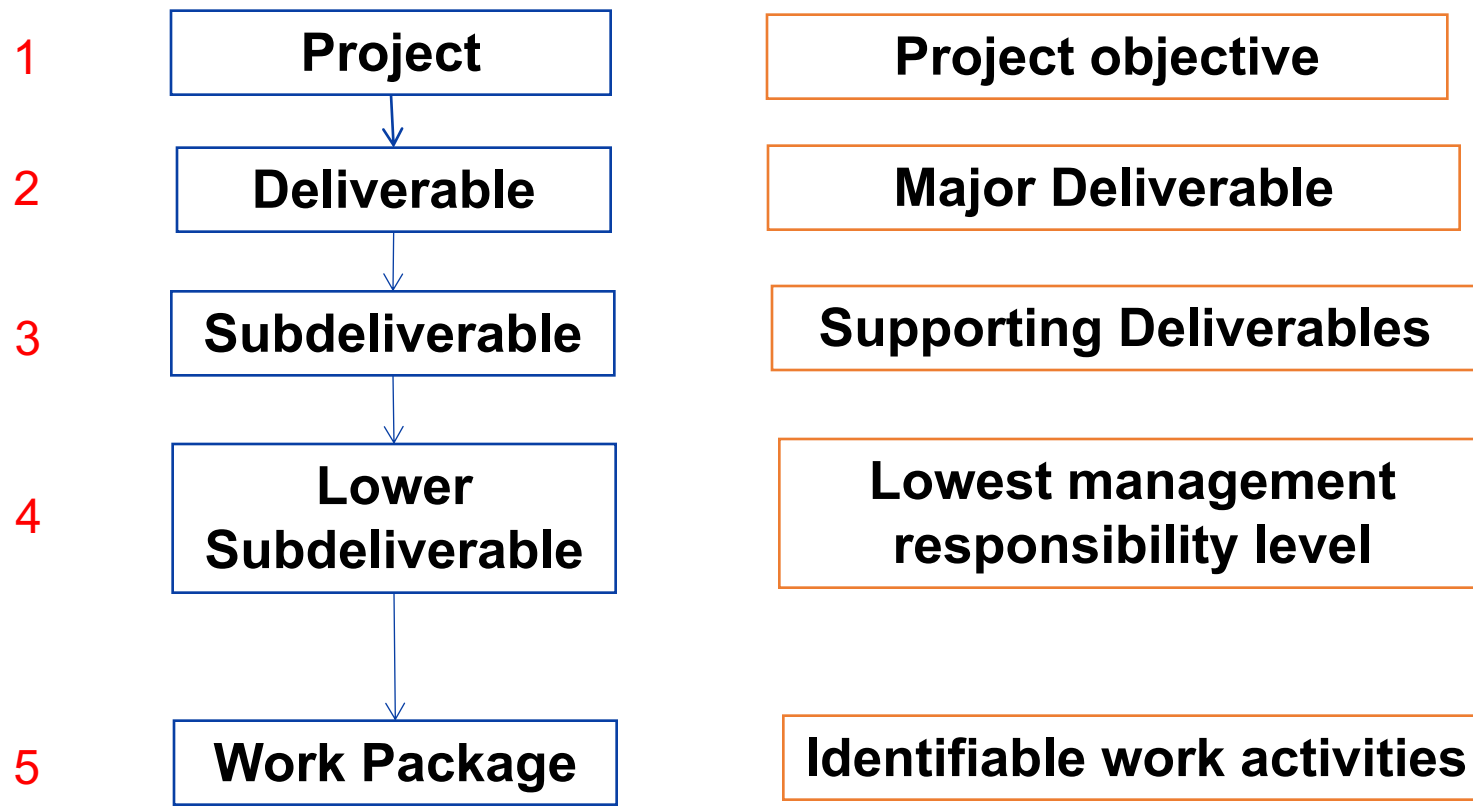 1
Project
Project objective
2
Deliverable
Major Deliverable
3
Subdeliverable
Supporting Deliverables
4
Lower
Subdeliverable
Lowest management
responsibility level
5
Work Package
Identifiable work activities